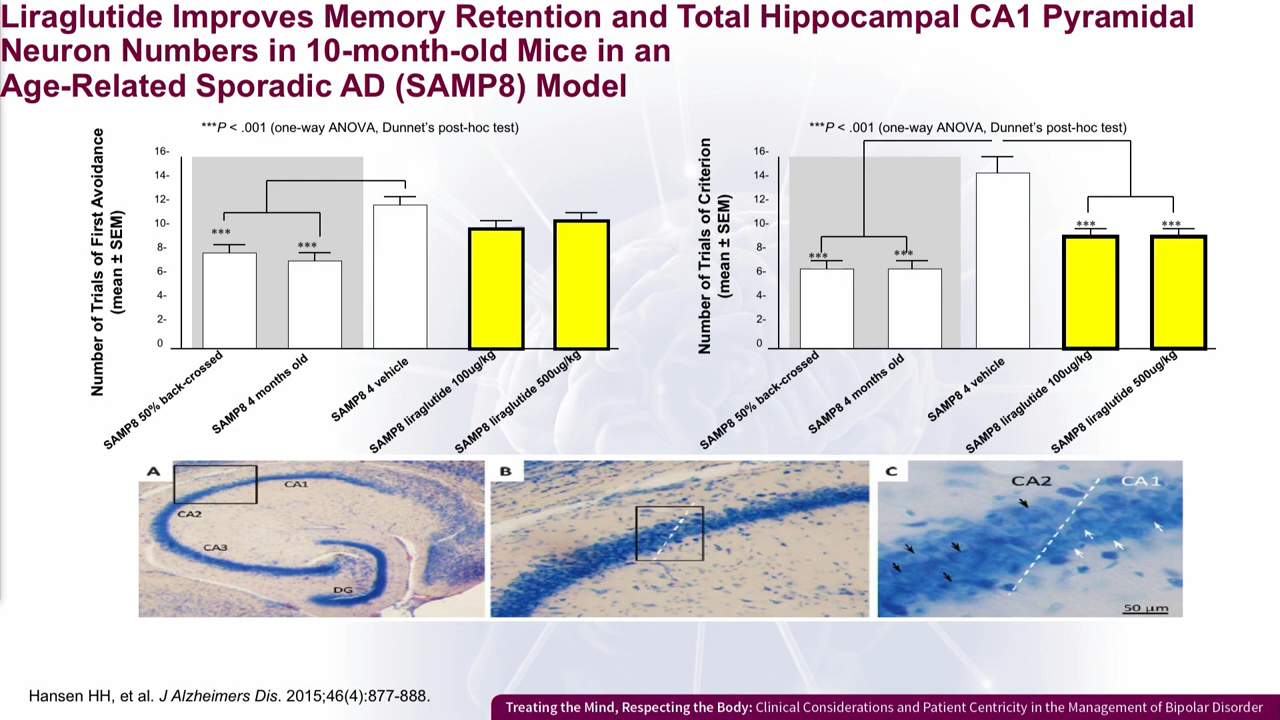 Liraglutide Improves Memory Retention and Total Hippocampal CA1 Pyramidal
Neuron Numbers in 10-month-old Mice in an
Age-Related Sporadic AD (SAMP8) Model
***P < .001 (one-way ANOVA, Dunnet's post-hoc test)
Number of Trials of First Avoidance
(mean ± SEM)
16-
14-
12-
10-
8-
6-
4-
2-
0
***
***
SAMP8 50% back-crossed
SAMP8 4 months old
SAMP8 4 vehicle
SAMP8 liraglutide 100ug/kg
SAMP8 liraglutide 500ug/kg
***P < .001 (one-way ANOVA, Dunnet's post-hoc test)
Number of Trials of Criterion
(mean ± SEM)
16-
14-
12-
10-
8-
6-
4-
2-
0
***
***
***
***
SAMP8 50% back-crossed
SAMP8 4 months old
SAMP8 4 vehicle
SAMP8 liraglutide 100ug/kg
SAMP8 liraglutide 500ug/kg
A
CA1
CA2
CA3
DG
B
C
CA2
CA1
50 µm
Hansen HH, et al. J Alzheimers Dis. 2015;46(4):877-888.
Treating the Mind, Respecting the Body: Clinical Considerations and Patient Centricity in the Management of Bipolar Disorder